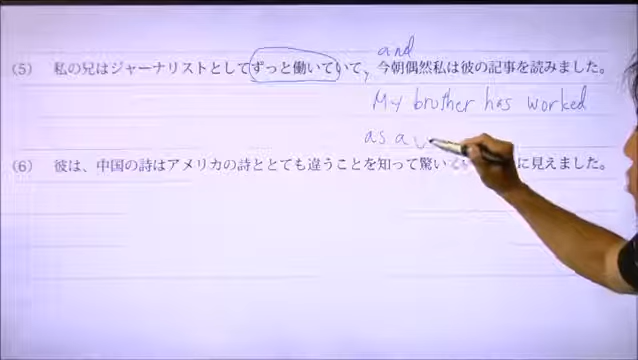 and
(5) 私の兄はジャーナリストとしてずっと働いていて, 今朝偶然私は彼の記事を読みました。
My brother has worked
as a
(6) 彼は、中国の詩はアメリカの詩ととても違うことを知って驚いて に見えました。